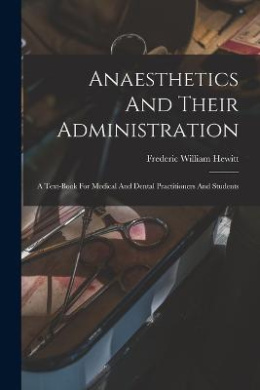 Anaesthetics
And Their
Administration
Frederic William Hewitt
A Text-Book For Medical And Dental Practitioners And Students